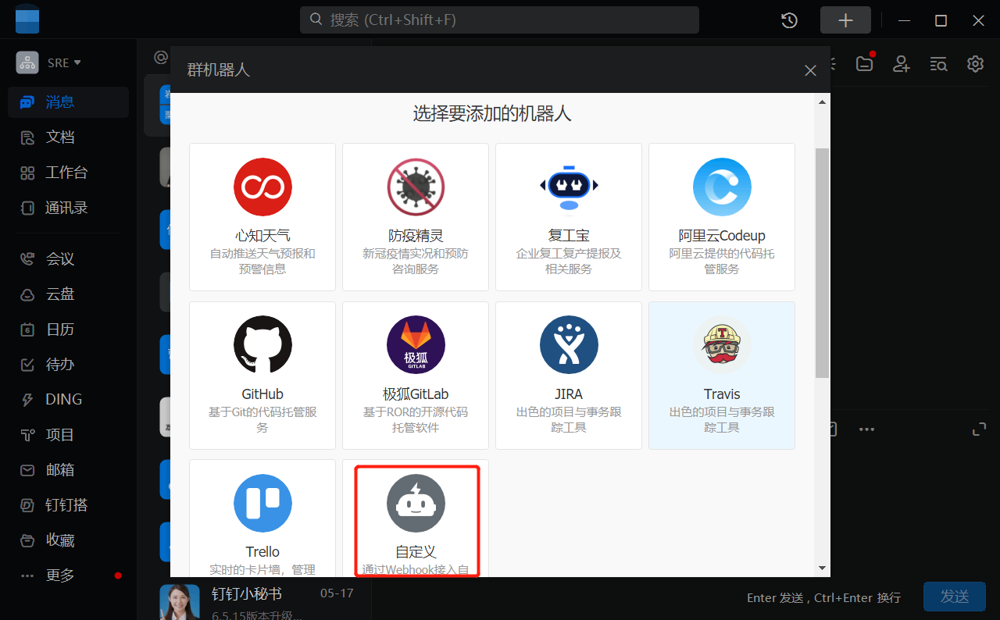 搜索 (Ctrl+Shift+F)
SRE
消息
文档
工作台
通讯录
会议
云盘
6
日历
待办
DING
项目
邮箱
钉钉搭
收藏
更多
群机器人
选择要添加的机器人
心知天气
自动推送天气预报和
预警信息
防疫精灵
新冠疫情实况和预防
咨询服务
复工宝
企业复工复产提报及
相关服务
阿里云Codeup
阿里云提供的代码托
管服务
GitHub
基于Git的代码托管服
务
极狐
GITLAB
极狐GitLab
基于ROR的开源代码
托管软件
JIRA
出色的项目与事务跟
踪工具
T
Travis
出色的项目与事务跟
踪工具
Trello
实时的卡片墙，管理
自定义
通过Webhook接入自
钉钉小秘书
05-17
6.5.15版本升级...
Enter 发送 , Ctrl+Enter 换行
发送